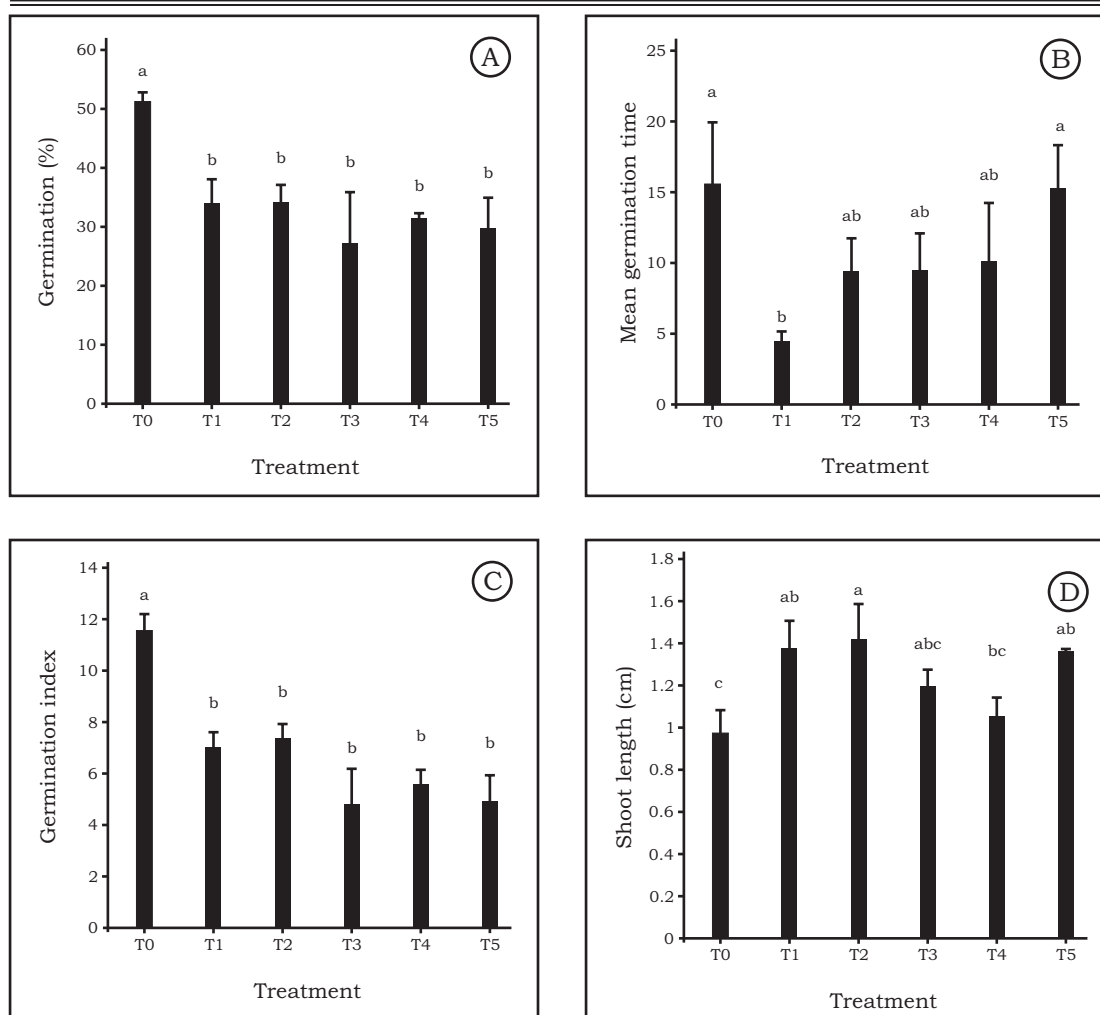 A
60
50
40
30
20
10
0
Germination (%)
a
b
b
b
b
b
T0 T1 T2 T3 T4 T5
Treatment
B
25
20
15
10
5
0
Mean germination time
a
b
ab
ab
ab
a
T0 T1 T2 T3 T4 T5
Treatment
C
14
12
10
8
6
4
2
0
Germination index
a
b
b
b
b
b
T0 T1 T2 T3 T4 T5
Treatment
D
1.8
1.6
1.4
1.2
1
0.8
0.6
0.4
0.2
0
Shoot length (cm)
c
ab
a
abc
bc
ab
T0 T1 T2 T3 T4 T5
Treatment